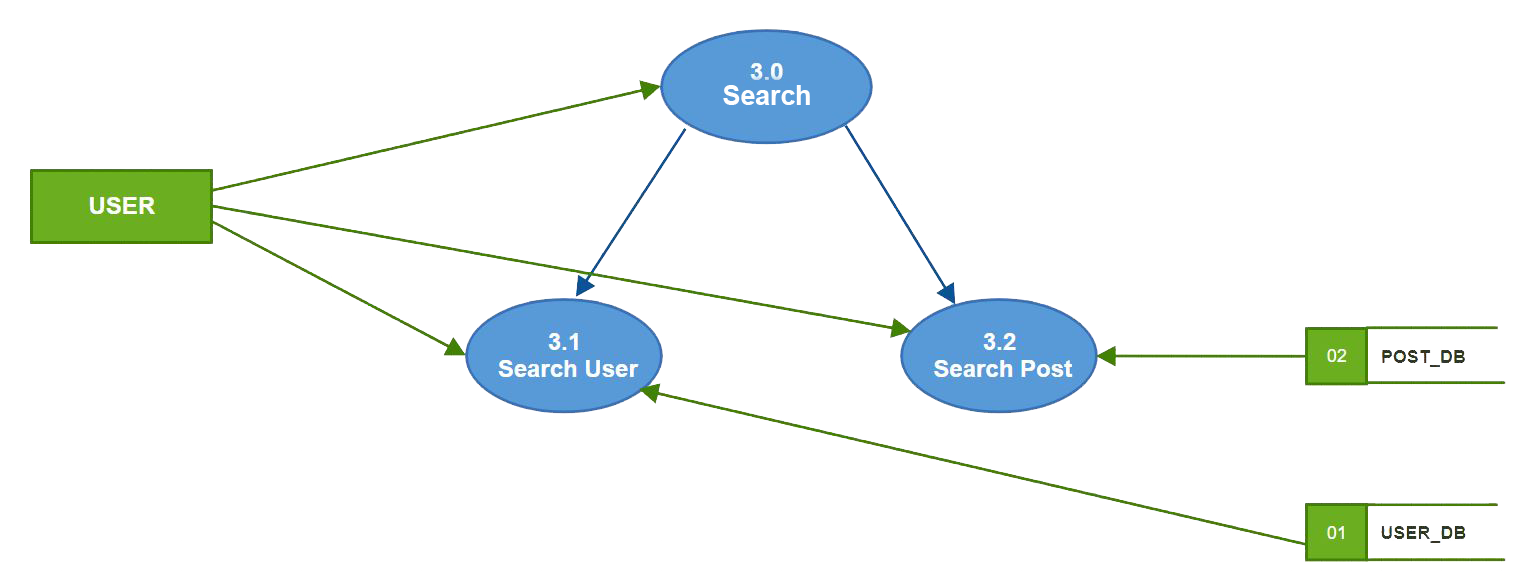 3.0
Search
USER
3.1
Search User
3.2
Search Post
02
POST_DB
01
USER_DB